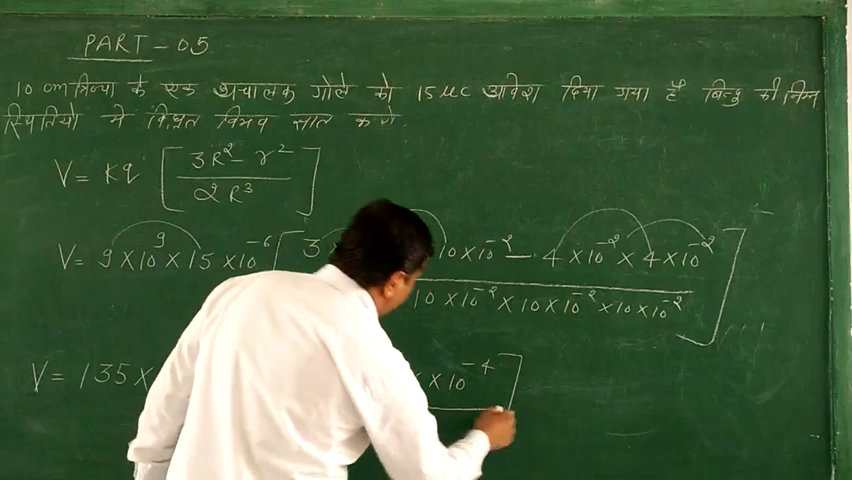 PART - 05
10 cm त्रिज्या के एक अचालक गोले को 15 μc आवेश दिया गया है बिन्दु की निम्न
स्थितियों में विधुत विभव ज्ञात करो.
V = Kq [ 3R² - r² / 2R³ ]
V = 9 × 10⁹ × 15 × 10⁻⁶ [ 3 10 × 10⁻² - 4 × 10⁻² × 4 × 10⁻²
10 × 10⁻² × 10 × 10⁻² × 10 × 10⁻² ]
V = 135 × × 10⁻⁴ ]